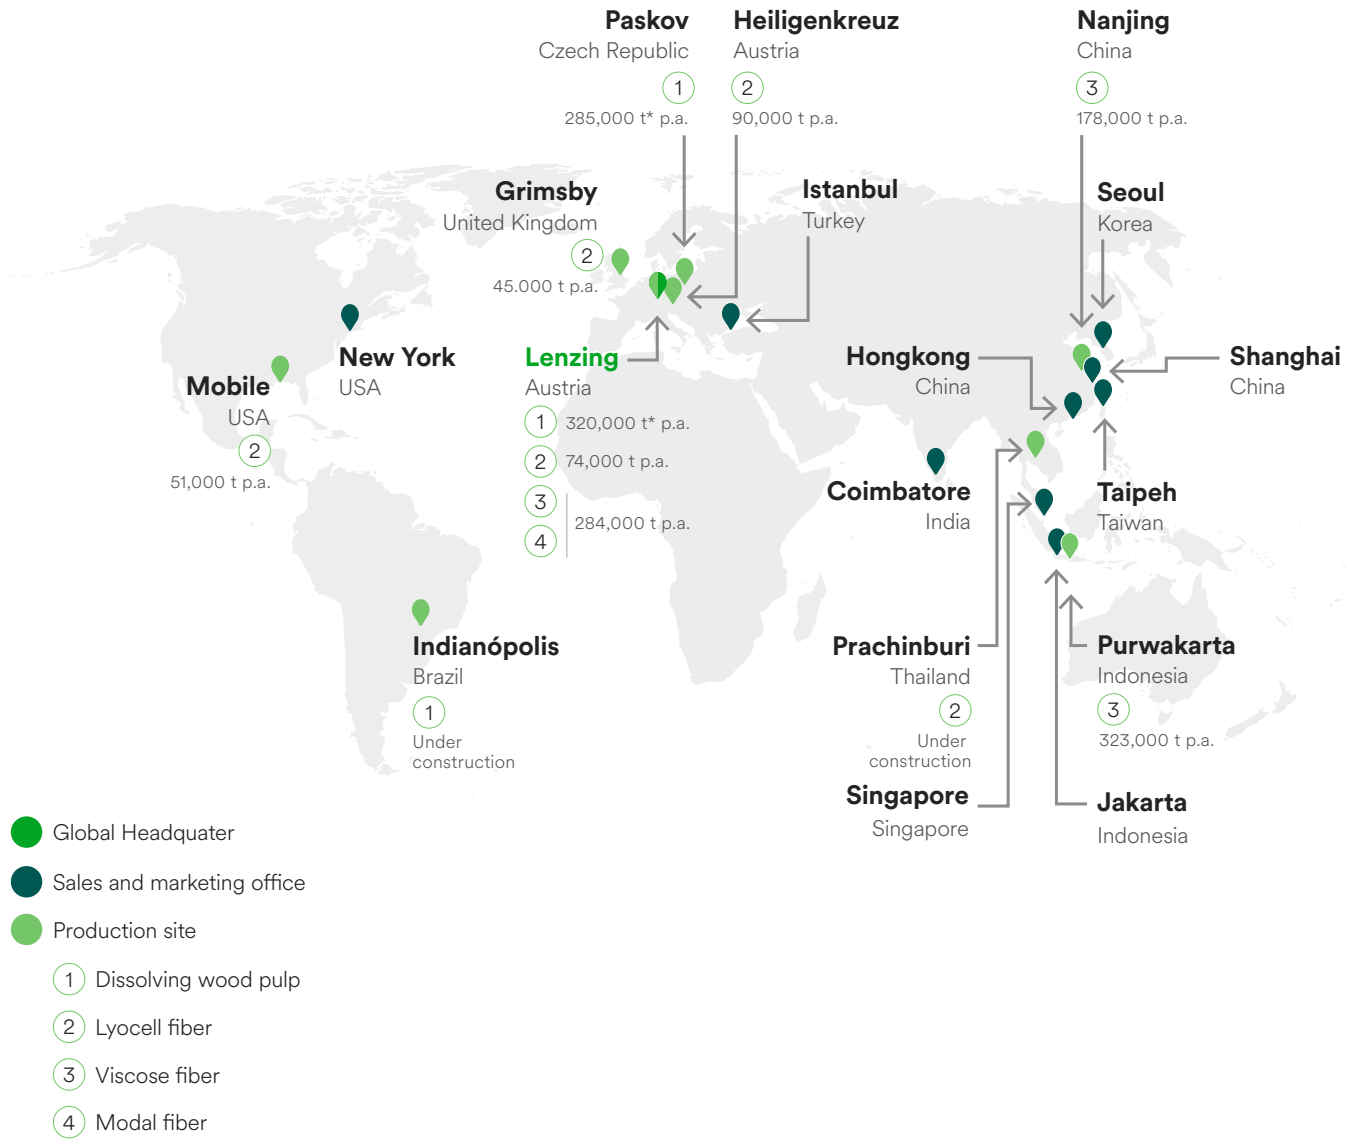 Paskov
Czech Republic
1
285,000 t* p.a.
Heiligenkreuz
Austria
2
90,000 t p.a.
Nanjing
China
3
178,000 t p.a.
Grimsby
United Kingdom
2
45.000 t p.a.
Istanbul
Turkey
Seoul
Korea
New York
USA
Mobile
USA
2
51,000 t p.a.
Lenzing
Austria
1 320,000 t* p.a.
2 74,000 t p.a.
3
284,000 t p.a.
4
Hongkong
China
Shanghai
China
Coimbatore
India
Taipeh
Taiwan
Indianópolis
Brazil
1
Under
construction
Prachinburi
Thailand
2
Under
construction
Purwakarta
Indonesia
3
323,000 t p.a.
Singapore
Singapore
Jakarta
Indonesia
Global Headquater
Sales and marketing office
Production site
1 Dissolving wood pulp
2 Lyocell fiber
3 Viscose fiber
4 Modal fiber